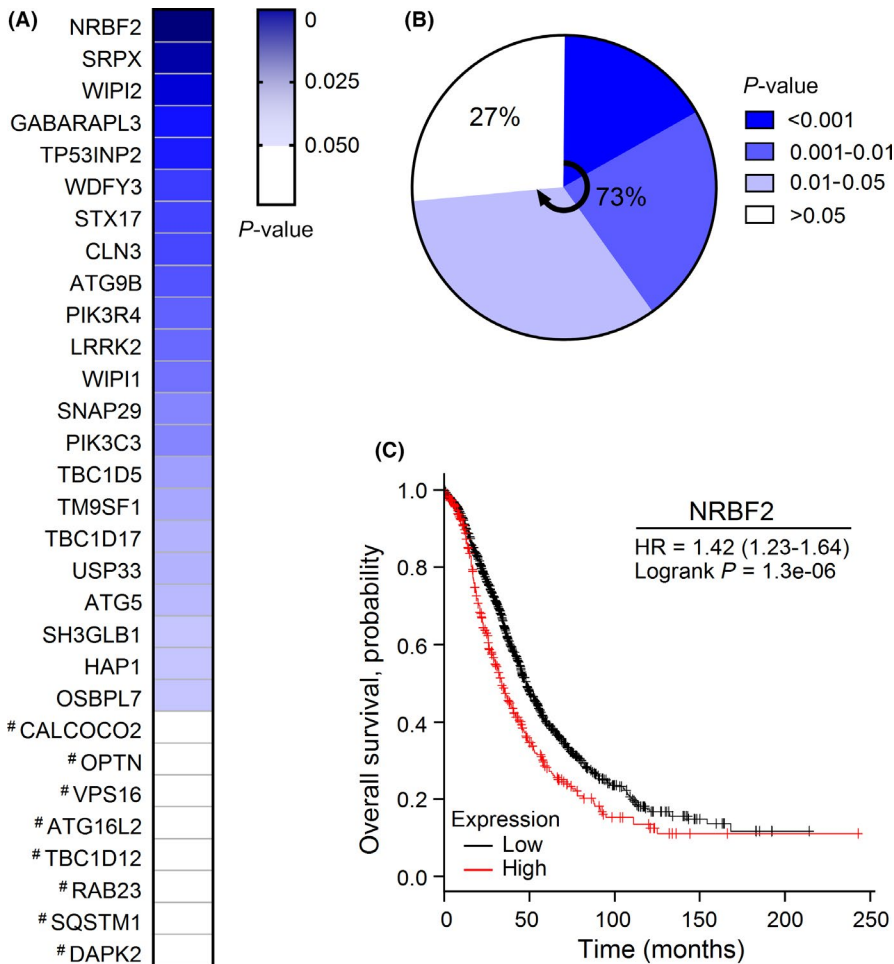 (A)
NRBF2
SRPX
WIPI2
GABARAPL3
TP53INP2
WDFY3
STX17
CLN3
ATG9B
PIK3R4
LRRK2
WIPI1
SNAP29
PIK3C3
TBC1D5
TM9SF1
TBC1D17
USP33
ATG5
SH3GLB1
HAP1
OSBPL7
#CALCOCO2
#OPTN
#VPS16
#ATG16L2
#TBC1D12
#RAB23
#SQSTM1
#DAPK2
0
0.025
0.050
P-value
(B)
27%
73%
P-value
<0.001
0.001-0.01
0.01-0.05
>0.05
(C)
Overall survival, probability
1.0
0.8
0.6
0.4
0.2
0.0
NRBF2
HR = 1.42 (1.23-1.64)
Logrank P = 1.3e-06
Expression
Low
High
0 50 100 150 200 250
Time (months)